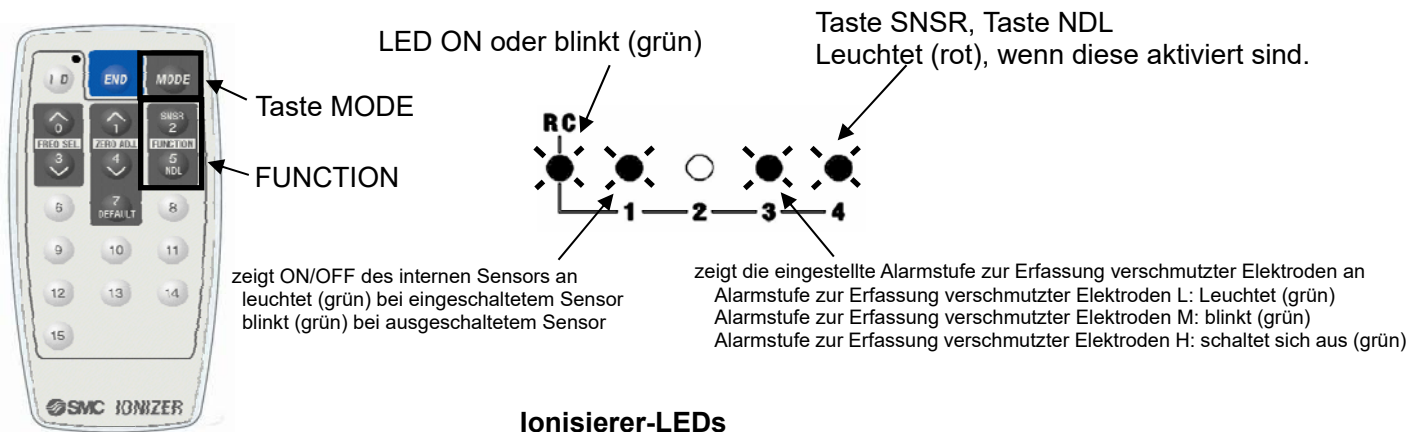 Taste SNSR, Taste NDL
Leuchtet (rot), wenn diese aktiviert sind.
LED ON oder blinkt (grün)
Taste MODE
FUNCTION
I D
END
MODE
0
1
SNSR
2
FREQ SEL.
ZERO ADJ.
FUNCTION
3
4
5
NDL
6
7
DEFAULT
8
9
10
11
12
13
14
15
SMC IONIZER
RC
1
2
3
4
zeigt ON/OFF des internen Sensors an
leuchtet (grün) bei eingeschaltetem Sensor
blinkt (grün) bei ausgeschaltetem Sensor
zeigt die eingestellte Alarmstufe zur Erfassung verschmutzter Elektroden an
Alarmstufe zur Erfassung verschmutzter Elektroden L: Leuchtet (grün)
Alarmstufe zur Erfassung verschmutzter Elektroden M: blinkt (grün)
Alarmstufe zur Erfassung verschmutzter Elektroden H: schaltet sich aus (grün)
Ionisierer-LEDs